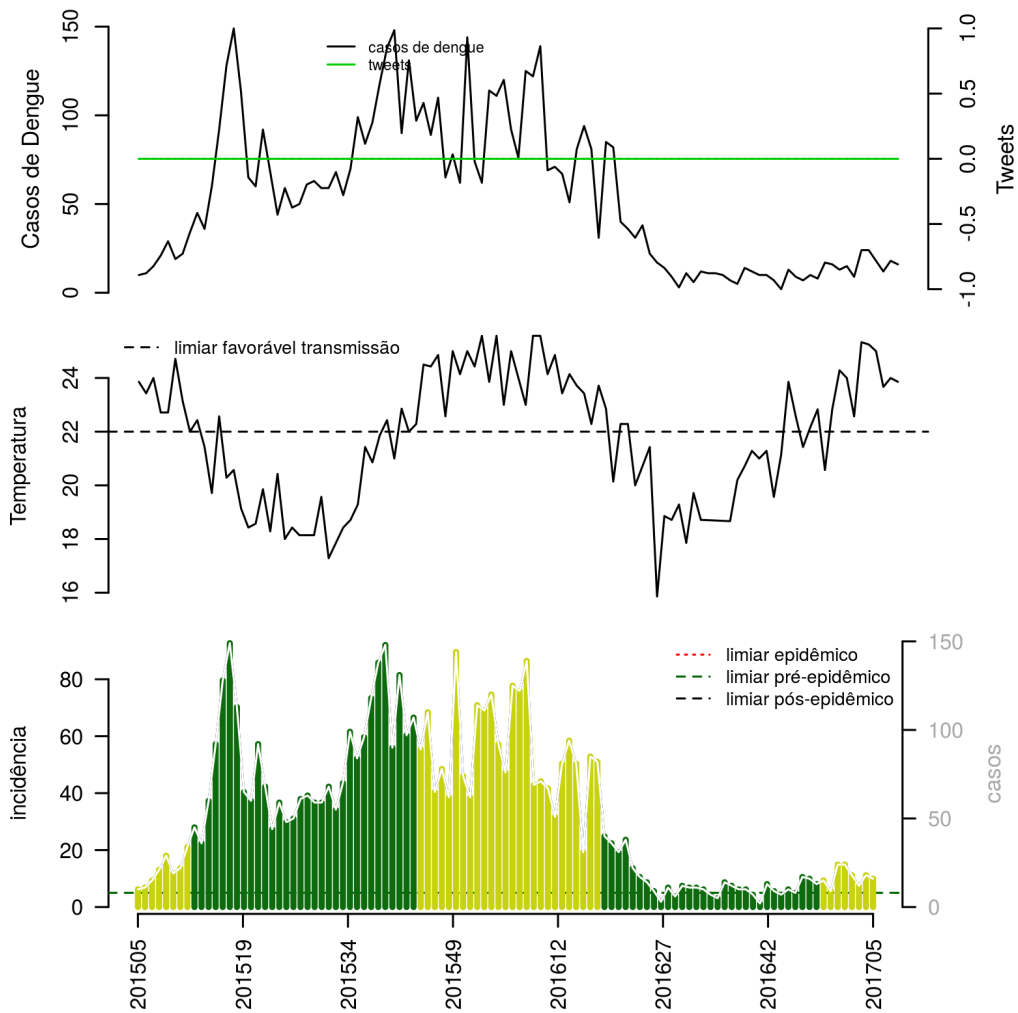 Casos de Dengue
150
100
50
0
casos de dengue
tweets
1.0
0.5
0.0
-0.5
-1.0
Tweets
limiar favorável transmissão
Temperatura
24
22
20
18
16
limiar epidêmico
limiar pré-epidêmico
limiar pós-epidêmico
incidência
80
60
40
20
0
150
100
50
0
casos
201505
201519
201534
201549
201612
201627
201642
201705